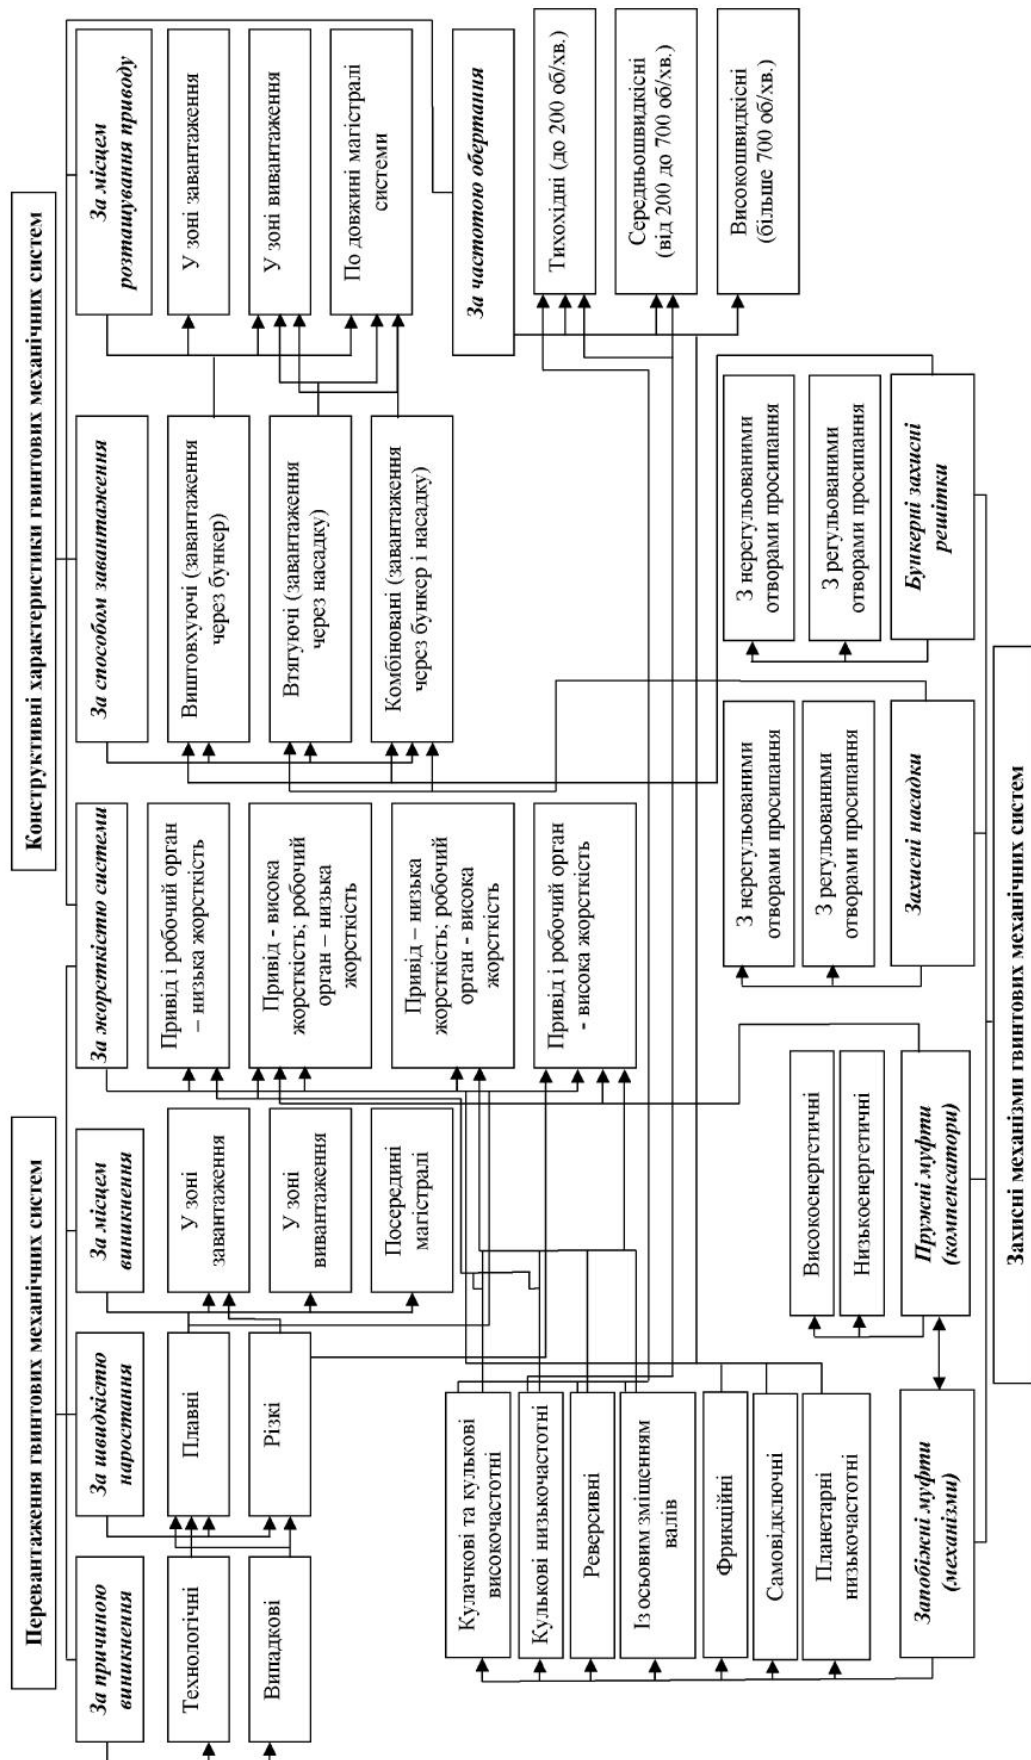 Перевантаження гвинтових механічних систем
Конструктивні характеристики гвинтових механічних систем
За причиною
виникнення
Технологічні
Випадкові
За швидкістю
наростання
Плавні
Різкі
За місцем
виникнення
У зоні
завантаження
У зоні
вивантаження
Посередині
магістралі
За жорсткістю системи
Привід і робочий орган
– низька жорсткість
Привід - висока
жорсткість; робочий
орган – низька
жорсткість
Привід – низька
жорсткість; робочий
орган - висока
жорсткість
Привід і робочий орган
- висока жорсткість
За способом завантаження
Виштовхуючі (завантаження
через бункер)
Втягуючі (завантаження
через насадку)
Комбіновані (завантаження
через бункер і насадку)
За місцем
розташування приводу
У зоні завантаження
У зоні вивантаження
По довжині магістралі
системи
За частотою обертання
Тихохідні (до 200 об/хв.)
Середньошвидкісні
(від 200 до 700 об/хв.)
Високошвидкісні
(більше 700 об/хв.)
Кулачкові та кулькові
високочастотні
Кулькові низькочастотні
Реверсивні
Із осьовим зміщенням
валів
Фрикційні
Самовідключні
Планетарні
низькочастотні
Запобіжні муфти
(механізми)
Високоенергетичні
Низькоенергетичні
Пружні муфти
(компенсатори)
З нерегульованими
отворами просипання
З регульованими
отворами просипання
Захисні насадки
З нерегульованими
отворами просипання
З регульованими
отворами просипання
Бункерні захисні
решітки
Захисні механізми гвинтових механічних систем